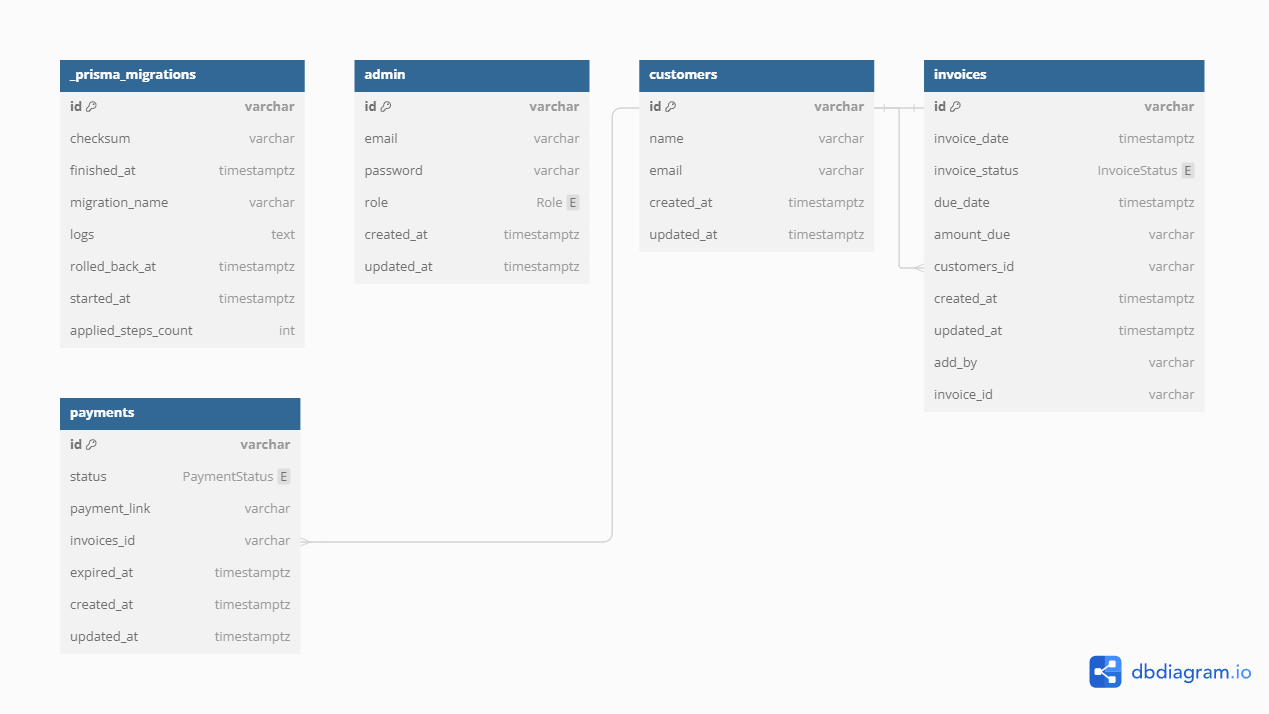 _prisma_migrations
id varchar
checksum varchar
finished_at timestamptz
migration_name varchar
logs text
rolled_back_at timestamptz
started_at timestamptz
applied_steps_count int
admin
id varchar
email varchar
password varchar
role Role E
created_at timestamptz
updated_at timestamptz
customers
id varchar
name varchar
email varchar
created_at timestamptz
updated_at timestamptz
invoices
id varchar
invoice_date timestamptz
invoice_status InvoiceStatus E
due_date timestamptz
amount_due varchar
customers_id varchar
created_at timestamptz
updated_at timestamptz
add_by varchar
invoice_id varchar
payments
id varchar
status PaymentStatus E
payment_link varchar
invoices_id varchar
expired_at timestamptz
created_at timestamptz
updated_at timestamptz
dbdiagram.io